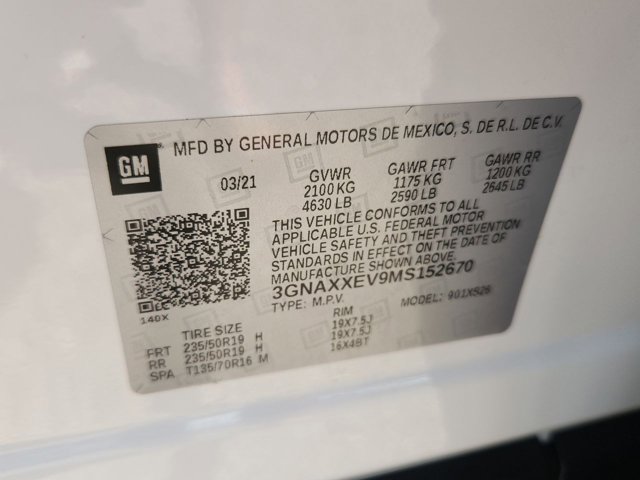 GM
MFD BY GENERAL MOTORS DE MEXICO, S. DE R.L. DE C.V.
03/21
GVWR
2100 KG
4630 LB
GAWR FRT
1175 KG
2590 LB
GAWR RR
1200 KG
2645 LB
THIS VEHICLE CONFORMS TO ALL
APPLICABLE U.S. FEDERAL MOTOR
VEHICLE SAFETY AND THEFT PREVENTION
STANDARDS IN EFFECT ON THE DATE OF
MANUFACTURE SHOWN ABOVE.
3GNAXXEV9MS152670
TYPE: M.P.V.
MODEL: 901XS26
140X
TIRE SIZE
RIM
FRT 235/50R19 H 19X7.5J
RR 235/50R19 H 19X7.5J
SPA T135/70R16 M 16X4BT